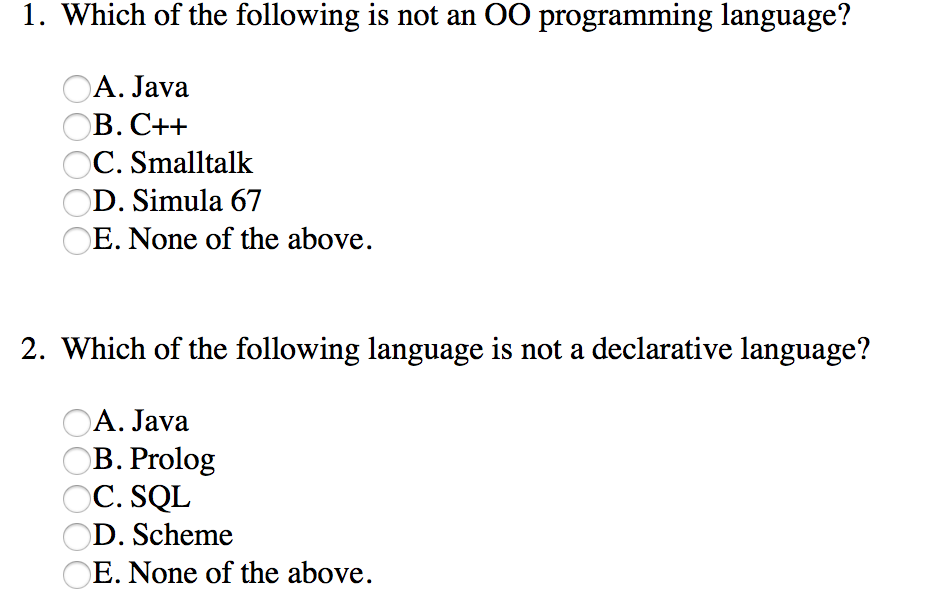 1. Which of the following is not an OO programming language?
A. Java
B. C++
C. Smalltalk
D. Simula 67
E. None of the above.
2. Which of the following language is not a declarative language?
A. Java
B. Prolog
C. SQL
D. Scheme
E. None of the above.